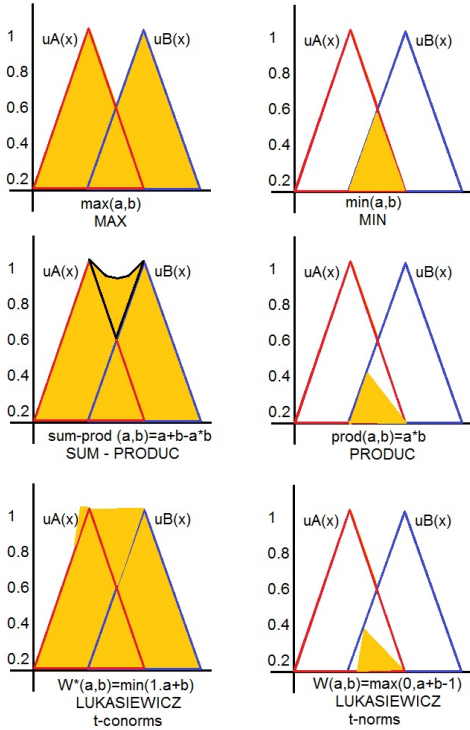 1
0.8
0.6
0.4
0.2
uA(x) uB(x)
max(a,b)
MAX
1
0.8
0.6
0.4
0.2
uA(x) uB(x)
min(a,b)
MIN
1
0.8
0.6
0.4
0.2
uA(x) uB(x)
sum-prod (a,b)=a+b-a*b
SUM - PRODUC
1
0.8
0.6
0.4
0.2
uA(x) uB(x)
prod(a,b)=a*b
PRODUC
1
0.8
0.6
0.4
0.2
uA(x) uB(x)
W*(a,b)=min(1.a+b)
LUKASIEWICZ
t-conorms
1
0.8
0.6
0.4
0.2
uA(x) uB(x)
W(a,b)=max(0,a+b-1)
LUKASIEWICZ
t-norms